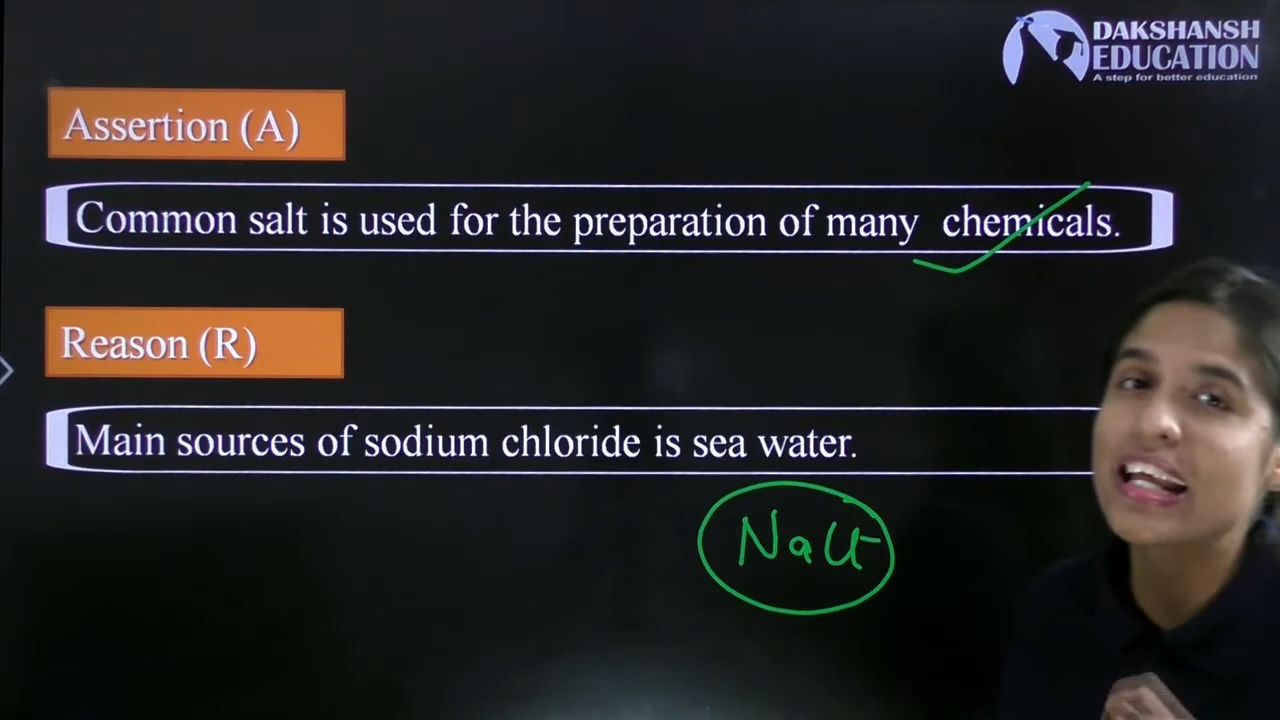 DAKSHANSH
EDUCATION
A step for better education
Assertion (A)
Common salt is used for the preparation of many chemicals.
Reason (R)
Main sources of sodium chloride is sea water.
NaCl